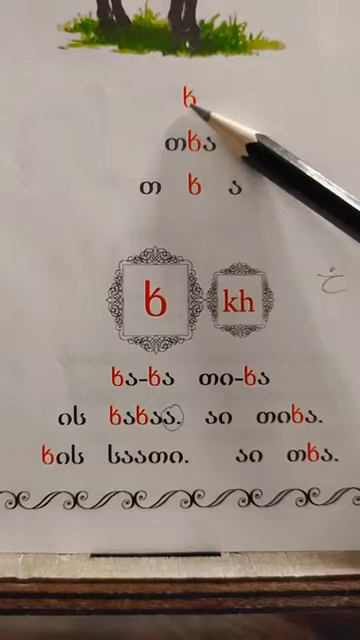 ხ
თხა
თ ხ ა
خ
ხ kh
ხა-ხა თი-ხა
ის ხახაა. აი თიხა.
ხის საათი. აი თხა.